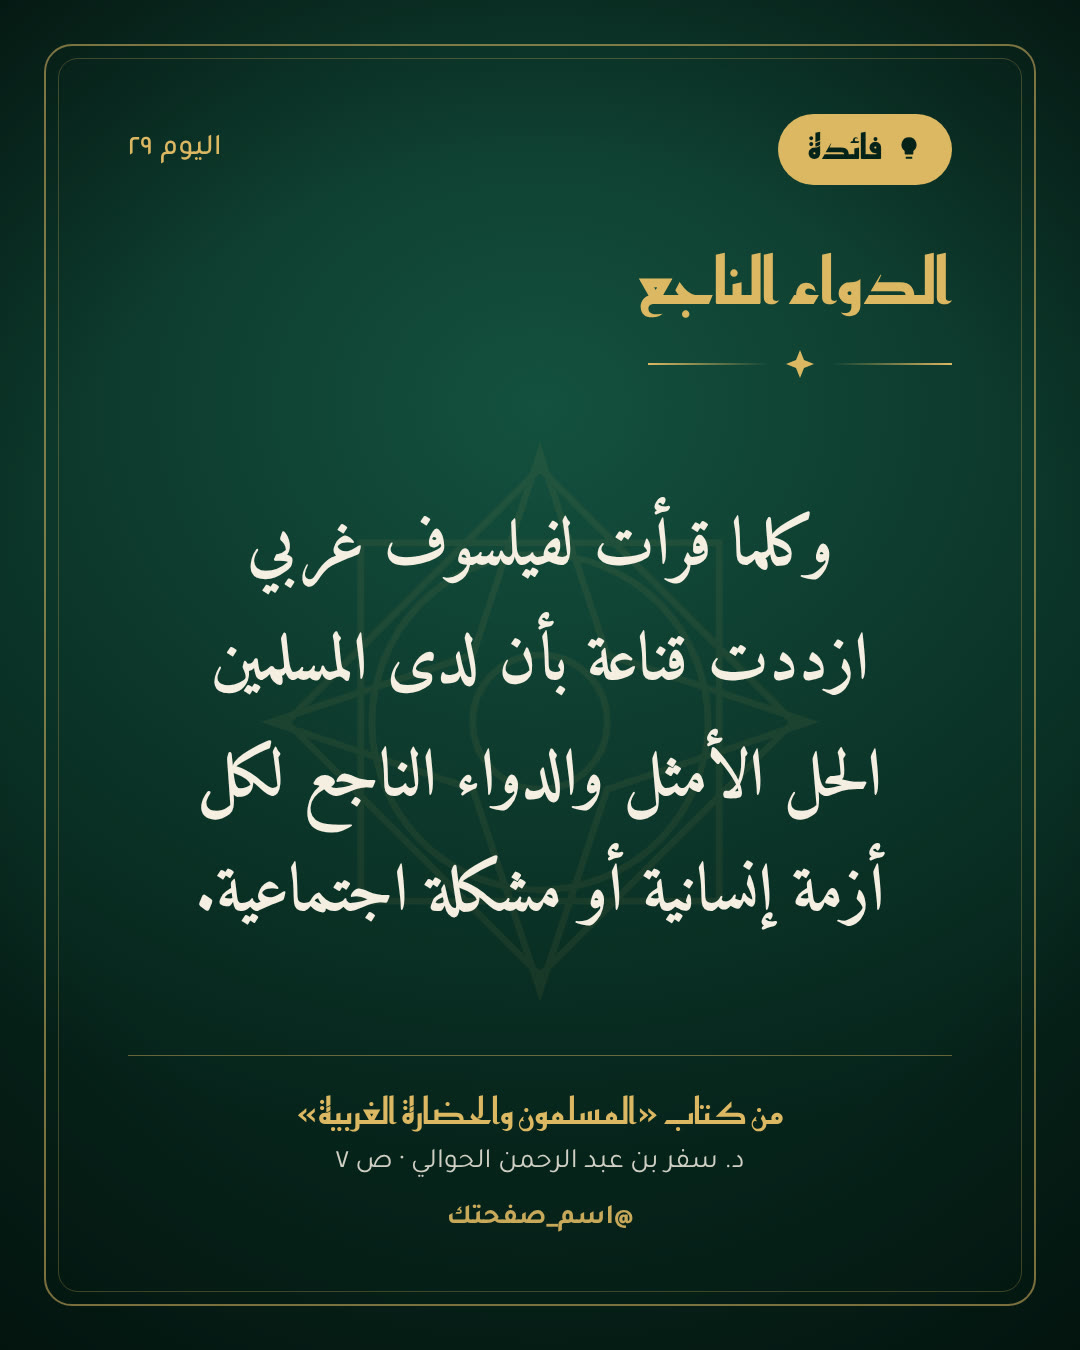 فائدة
اليوم ٢٩
الدواء الناجع
وكلما قرأت لفيلسوف غربي
ازددت قناعة بأن لدى المسلمين
الحل الأمثل والدواء الناجع لكل
أزمة إنسانية أو مشكلة اجتماعية.
من كتاب «المسلمون والحضارة الغربية»
د. سفر بن عبد الرحمن الحوالي · ص ٧
@اسم_صفحتك